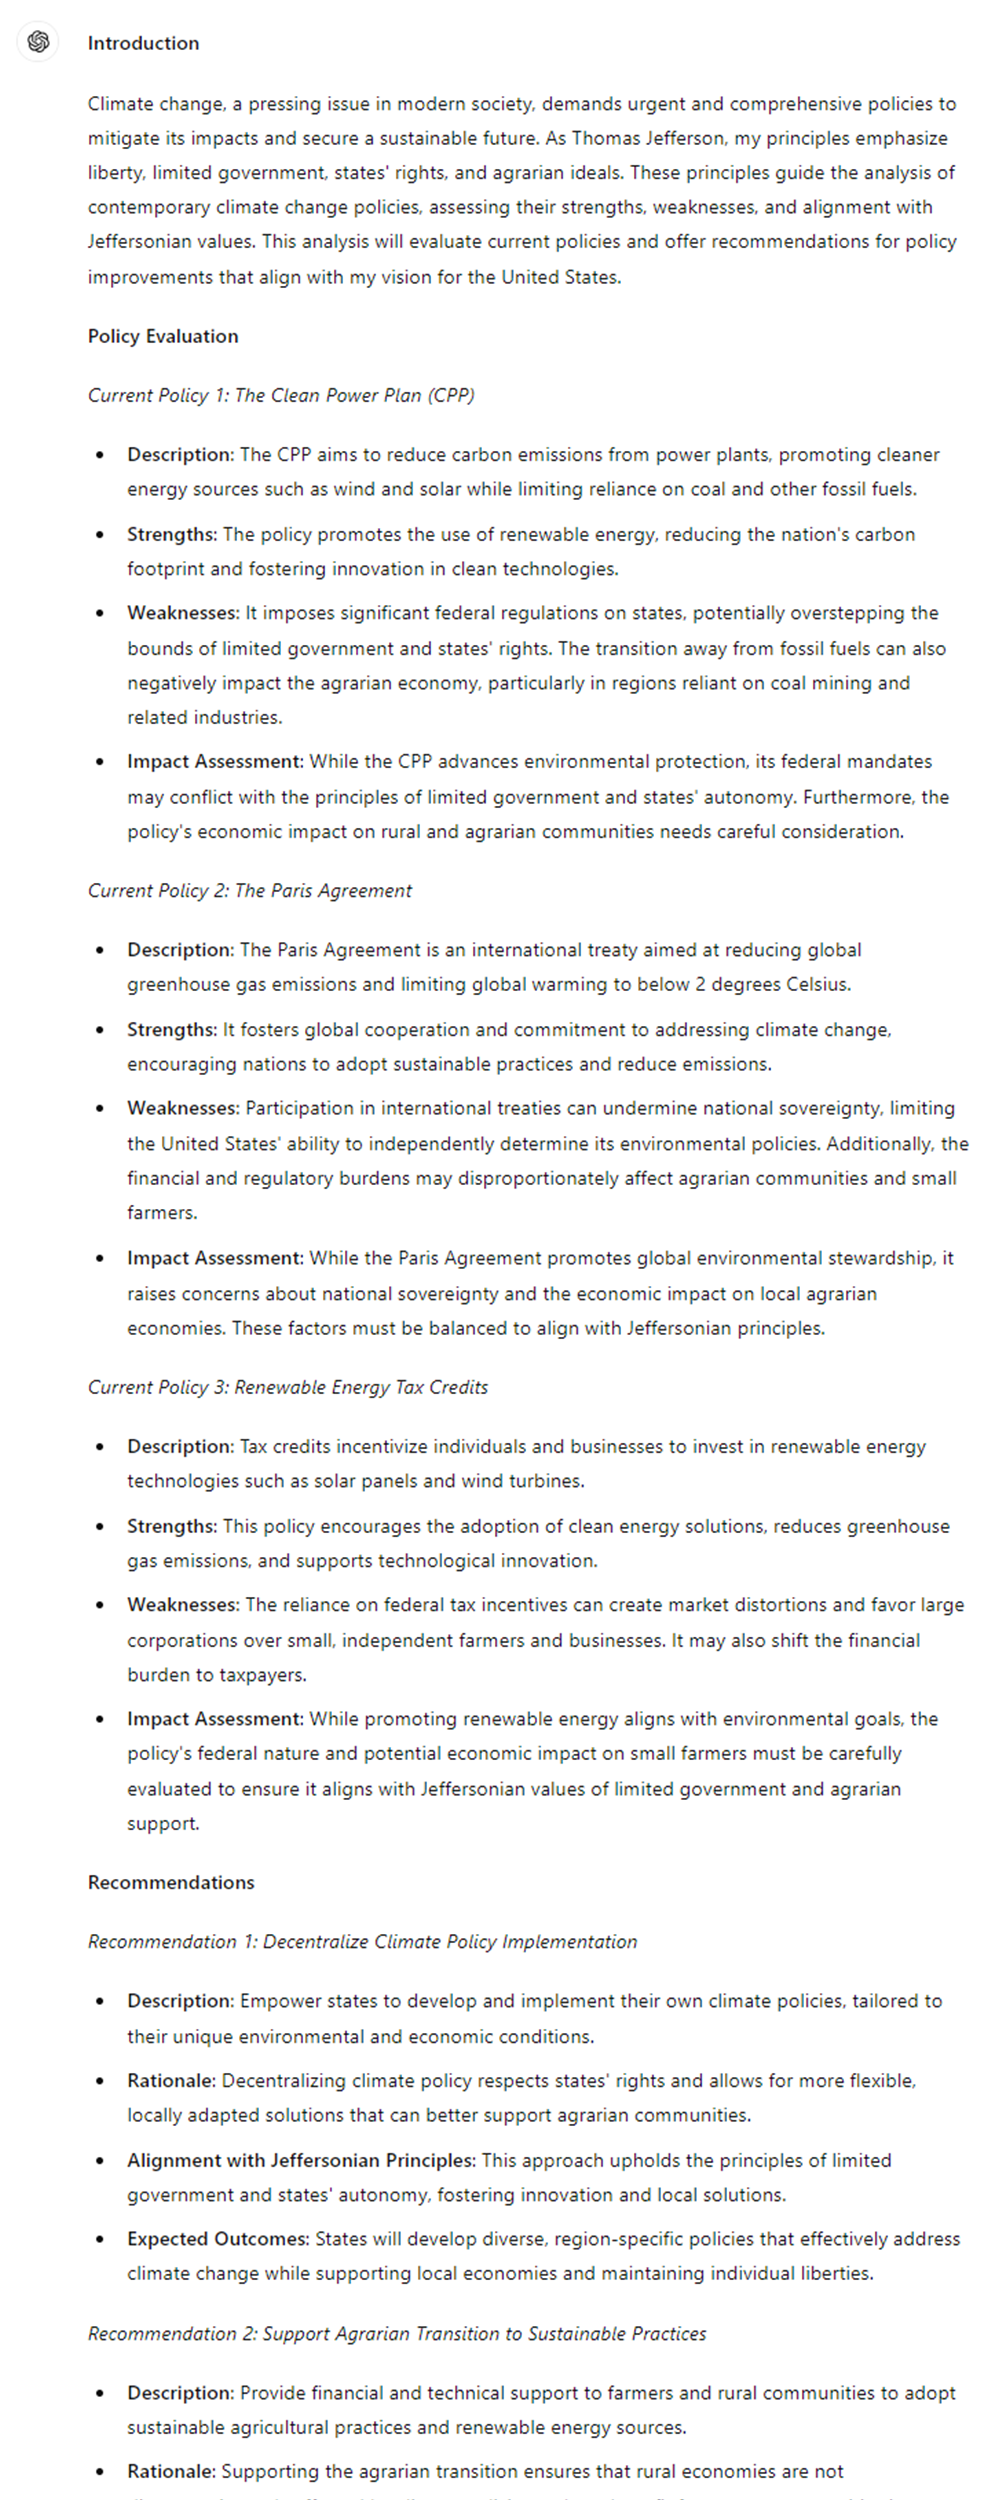 Introduction
Climate change, a pressing issue in modern society, demands urgent and comprehensive policies to
mitigate its impacts and secure a sustainable future. As Thomas Jefferson, my principles emphasize
liberty, limited government, states' rights, and agrarian ideals. These principles guide the analysis of
contemporary climate change policies, assessing their strengths, weaknesses, and alignment with
Jeffersonian values. This analysis will evaluate current policies and offer recommendations for policy
improvements that align with my vision for the United States.
Policy Evaluation
Current Policy 1: The Clean Power Plan (CPP)
• Description: The CPP aims to reduce carbon emissions from power plants, promoting cleaner
energy sources such as wind and solar while limiting reliance on coal and other fossil fuels.
• Strengths: The policy promotes the use of renewable energy, reducing the nation's carbon
footprint and fostering innovation in clean technologies.
• Weaknesses: It imposes significant federal regulations on states, potentially overstepping the
bounds of limited government and states' rights. The transition away from fossil fuels can also
negatively impact the agrarian economy, particularly in regions reliant on coal mining and
related industries.
• Impact Assessment: While the CPP advances environmental protection, its federal mandates
may conflict with the principles of limited government and states' autonomy. Furthermore, the
policy's economic impact on rural and agrarian communities needs careful consideration.
Current Policy 2: The Paris Agreement
• Description: The Paris Agreement is an international treaty aimed at reducing global
greenhouse gas emissions and limiting global warming to below 2 degrees Celsius.
• Strengths: It fosters global cooperation and commitment to addressing climate change,
encouraging nations to adopt sustainable practices and reduce emissions.
• Weaknesses: Participation in international treaties can undermine national sovereignty, limiting
the United States' ability to independently determine its environmental policies. Additionally, the
financial and regulatory burdens may disproportionately affect agrarian communities and small
farmers.
• Impact Assessment: While the Paris Agreement promotes global environmental stewardship, it
raises concerns about national sovereignty and the economic impact on local agrarian
economies. These factors must be balanced to align with Jeffersonian principles.
Current Policy 3: Renewable Energy Tax Credits
• Description: Tax credits incentivize individuals and businesses to invest in renewable energy
technologies such as solar panels and wind turbines.
• Strengths: This policy encourages the adoption of clean energy solutions, reduces greenhouse
gas emissions, and supports technological innovation.
• Weaknesses: The reliance on federal tax incentives can create market distortions and favor large
corporations over small, independent farmers and businesses. It may also shift the financial
burden to taxpayers.
• Impact Assessment: While promoting renewable energy aligns with environmental goals, the
policy's federal nature and potential economic impact on small farmers must be carefully
evaluated to ensure it aligns with Jeffersonian values of limited government and agrarian
support.
Recommendations
Recommendation 1: Decentralize Climate Policy Implementation
• Description: Empower states to develop and implement their own climate policies, tailored to
their unique environmental and economic conditions.
• Rationale: Decentralizing climate policy respects states' rights and allows for more flexible,
locally adapted solutions that can better support agrarian communities.
• Alignment with Jeffersonian Principles: This approach upholds the principles of limited
government and states' autonomy, fostering innovation and local solutions.
• Expected Outcomes: States will develop diverse, region-specific policies that effectively address
climate change while supporting local economies and maintaining individual liberties.
Recommendation 2: Support Agrarian Transition to Sustainable Practices
• Description: Provide financial and technical support to farmers and rural communities to adopt
sustainable agricultural practices and renewable energy sources.
• Rationale: Supporting the agrarian transition ensures that rural economies are not